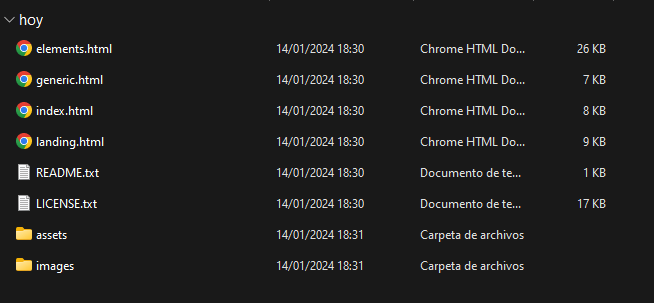 hoy
elements.html 14/01/2024 18:30 Chrome HTML Do... 26 KB
generic.html 14/01/2024 18:30 Chrome HTML Do... 7 KB
index.html 14/01/2024 18:30 Chrome HTML Do... 8 KB
landing.html 14/01/2024 18:30 Chrome HTML Do... 9 KB
README.txt 14/01/2024 18:30 Documento de te... 1 KB
LICENSE.txt 14/01/2024 18:30 Documento de te... 17 KB
assets 14/01/2024 18:31 Carpeta de archivos
images 14/01/2024 18:31 Carpeta de archivos